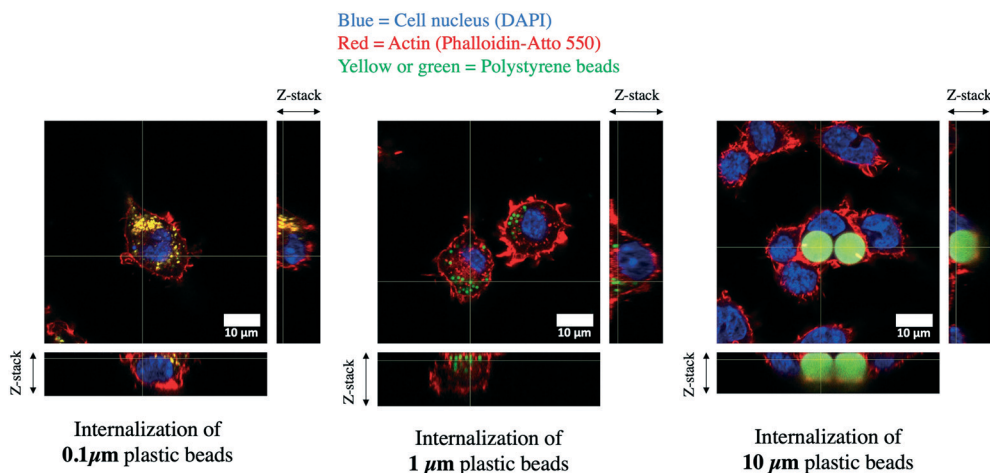 Blue = Cell nucleus (DAPI)
Red = Actin (Phalloidin-Atto 550)
Yellow or green = Polystyrene beads
Z-stack
Z-stack
Z-stack
10 µm
10 µm
10 µm
Z-stack
Z-stack
Z-stack
Internalization of
0.1µm plastic beads
Internalization of
1 µm plastic beads
Internalization of
10 µm plastic beads